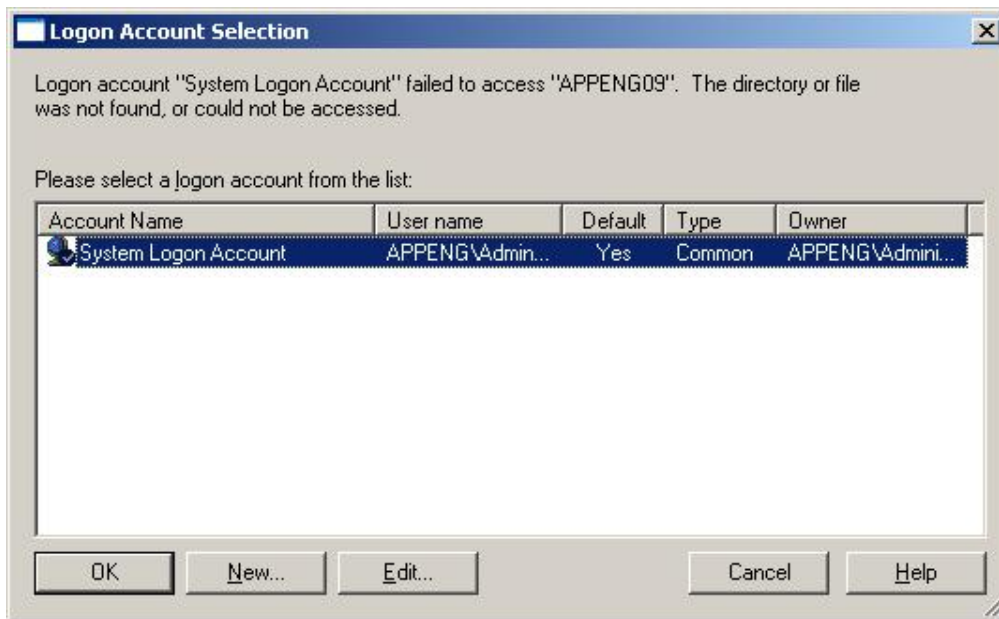 Logon Account Selection
Logon account "System Logon Account" failed to access "APPENG09". The directory or file
was not found, or could not be accessed.
Please select a logon account from the list:
Account Name User name Default Type Owner
System Logon Account APPENG\Admin... Yes Common APPENG\Admini...
OK New... Edit... Cancel Help